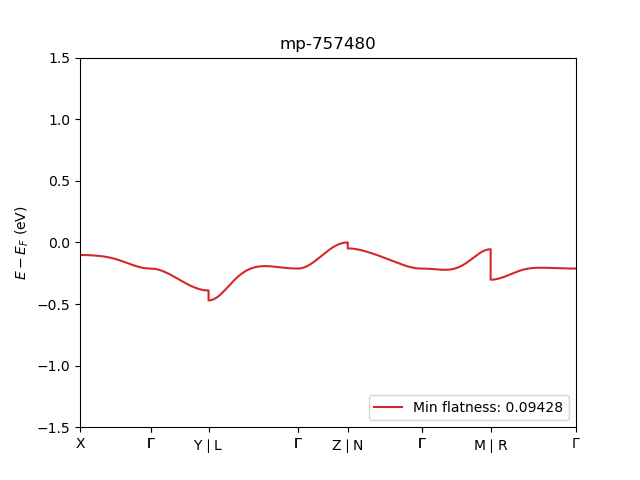 mp-757480
1.5
1.0
0.5
0.0
−0.5
−1.0
−1.5
E − E_F (eV)
Min flatness: 0.09428
X Γ Y | L Γ Z | N Γ M | R Γ